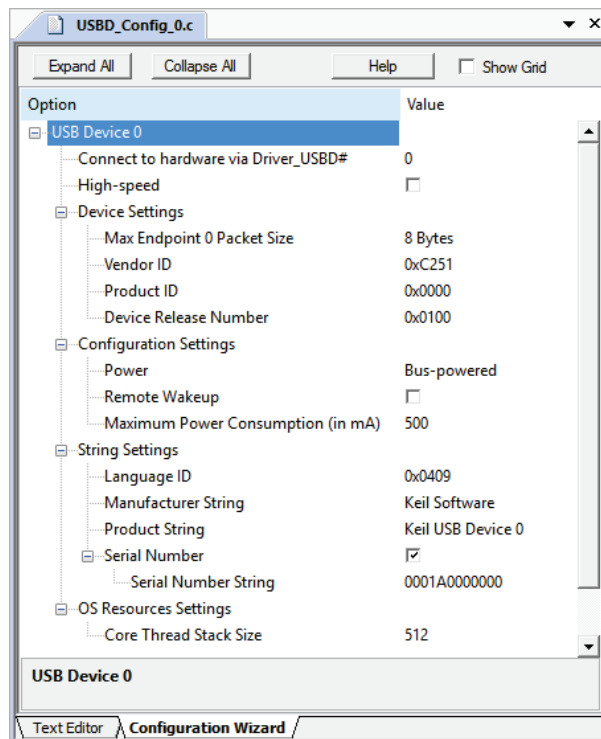 USBD_Config_0.c
Expand All Collapse All Help Show Grid
Option Value
USB Device 0
Connect to hardware via Driver_USBD# 0
High-speed
Device Settings
Max Endpoint 0 Packet Size 8 Bytes
Vendor ID 0xC251
Product ID 0x0000
Device Release Number 0x0100
Configuration Settings
Power Bus-powered
Remote Wakeup
Maximum Power Consumption (in mA) 500
String Settings
Language ID 0x0409
Manufacturer String Keil Software
Product String Keil USB Device 0
Serial Number
Serial Number String 0001A0000000
OS Resources Settings
Core Thread Stack Size 512
USB Device 0
Text Editor Configuration Wizard